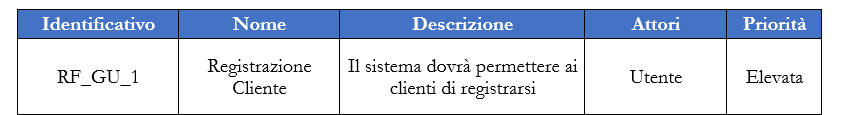 Identificativo Nome Descrizione Attori Priorità
RF_GU_1 Registrazione Cliente Il sistema dovrà permettere ai clienti di registrarsi Utente Elevata